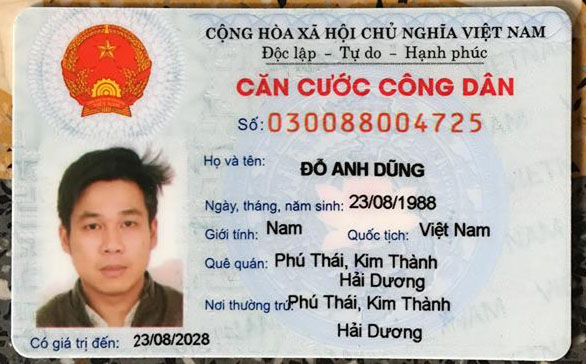 CỘNG HÒA XÃ HỘI CHỦ NGHĨA VIỆT NAM
Độc lập - Tự do - Hạnh phúc
CĂN CƯỚC CÔNG DÂN
Số: 030088004725
Họ và tên: ĐỖ ANH DŨNG
Ngày, tháng, năm sinh: 23/08/1988
Giới tính: Nam Quốc tịch: Việt Nam
Quê quán: Phú Thái, Kim Thành
Hải Dương
Nơi thường trú: Phú Thái, Kim Thành
Hải Dương
Có giá trị đến: 23/08/2028